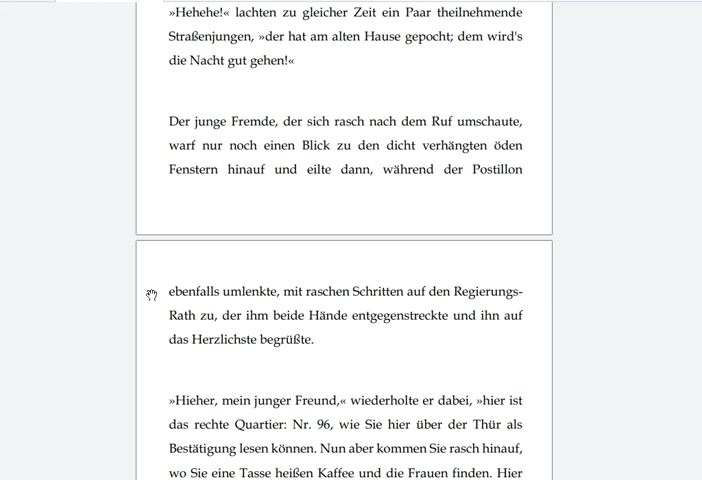 »Hehehe!« lachten zu gleicher Zeit ein Paar theilnehmende
Straßenjungen, »der hat am alten Hause gepocht; dem wird's
die Nacht gut gehen!«
Der junge Fremde, der sich rasch nach dem Ruf umschaute,
warf nur noch einen Blick zu den dicht verhängten öden
Fenstern hinauf und eilte dann, während der Postillon
ebenfalls umlenkte, mit raschen Schritten auf den Regierungs-
Rath zu, der ihm beide Hände entgegenstreckte und ihn auf
das Herzlichste begrüßte.
»Hieher, mein junger Freund,« wiederholte er dabei, »hier ist
das rechte Quartier: Nr. 96, wie Sie hier über der Thür als
Bestätigung lesen können. Nun aber kommen Sie rasch hinauf,
wo Sie eine Tasse heißen Kaffee und die Frauen finden. Hier